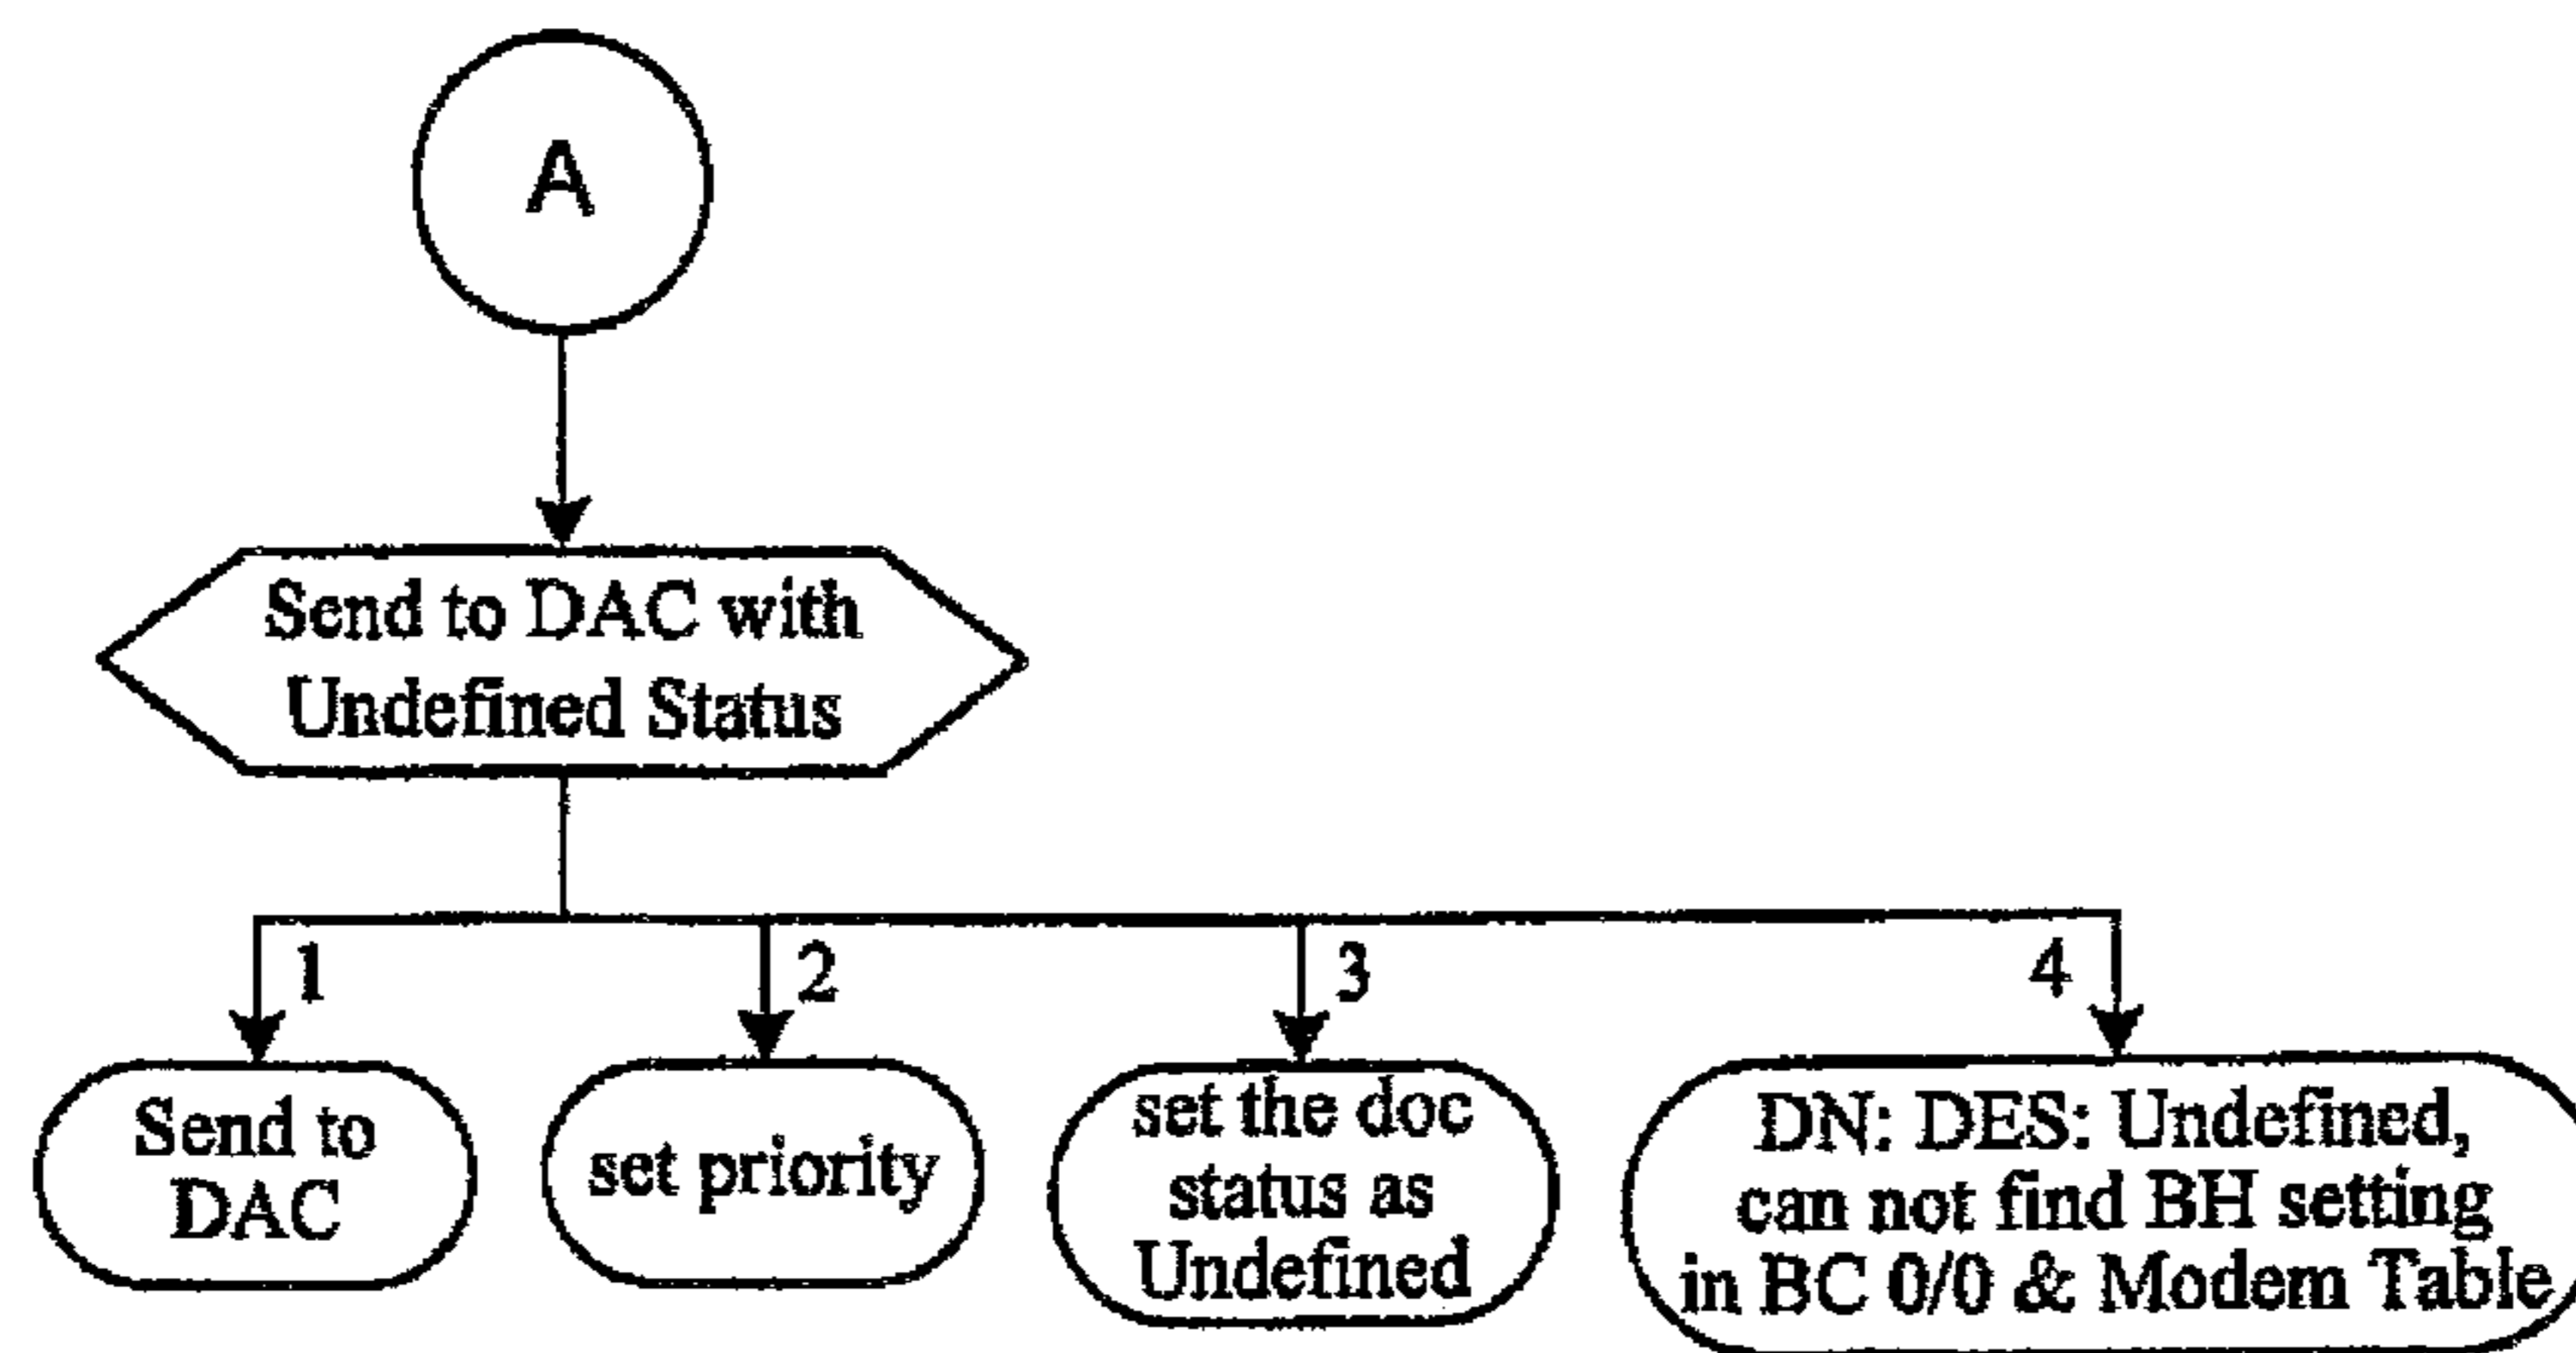 A
Send to DAC with
Undefined Status
1
2
3
4
Send to
DAC
set priority
set the doc
status as
Undefined
DN: DES: Undefined,
can not find BH setting
in BC 0/0 & Modem Table